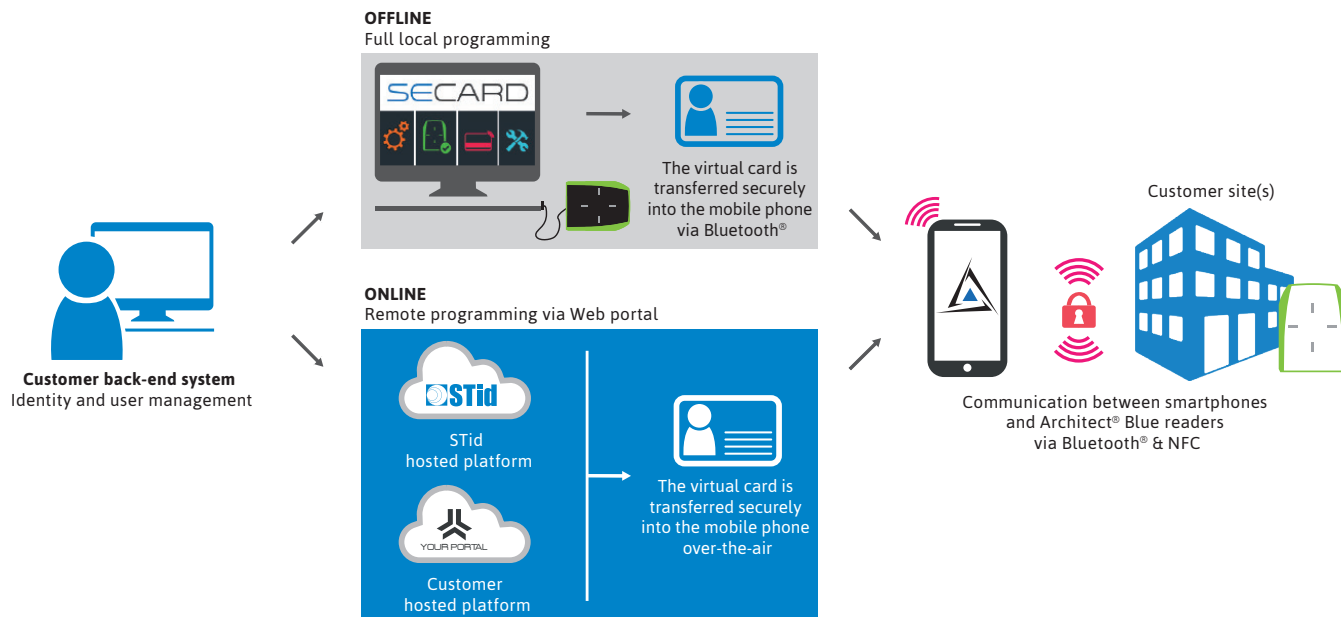 OFFLINE
Full local programming
SECARD
The virtual card is
transferred securely
into the mobile phone
via Bluetooth®
Customer back-end system
Identity and user management
ONLINE
Remote programming via Web portal
STid
STid
hosted platform
YOUR PORTAL
Customer
hosted platform
The virtual card is
transferred securely
into the mobile phone
over-the-air
Customer site(s)
Communication between smartphones
and Architect® Blue readers
via Bluetooth® & NFC